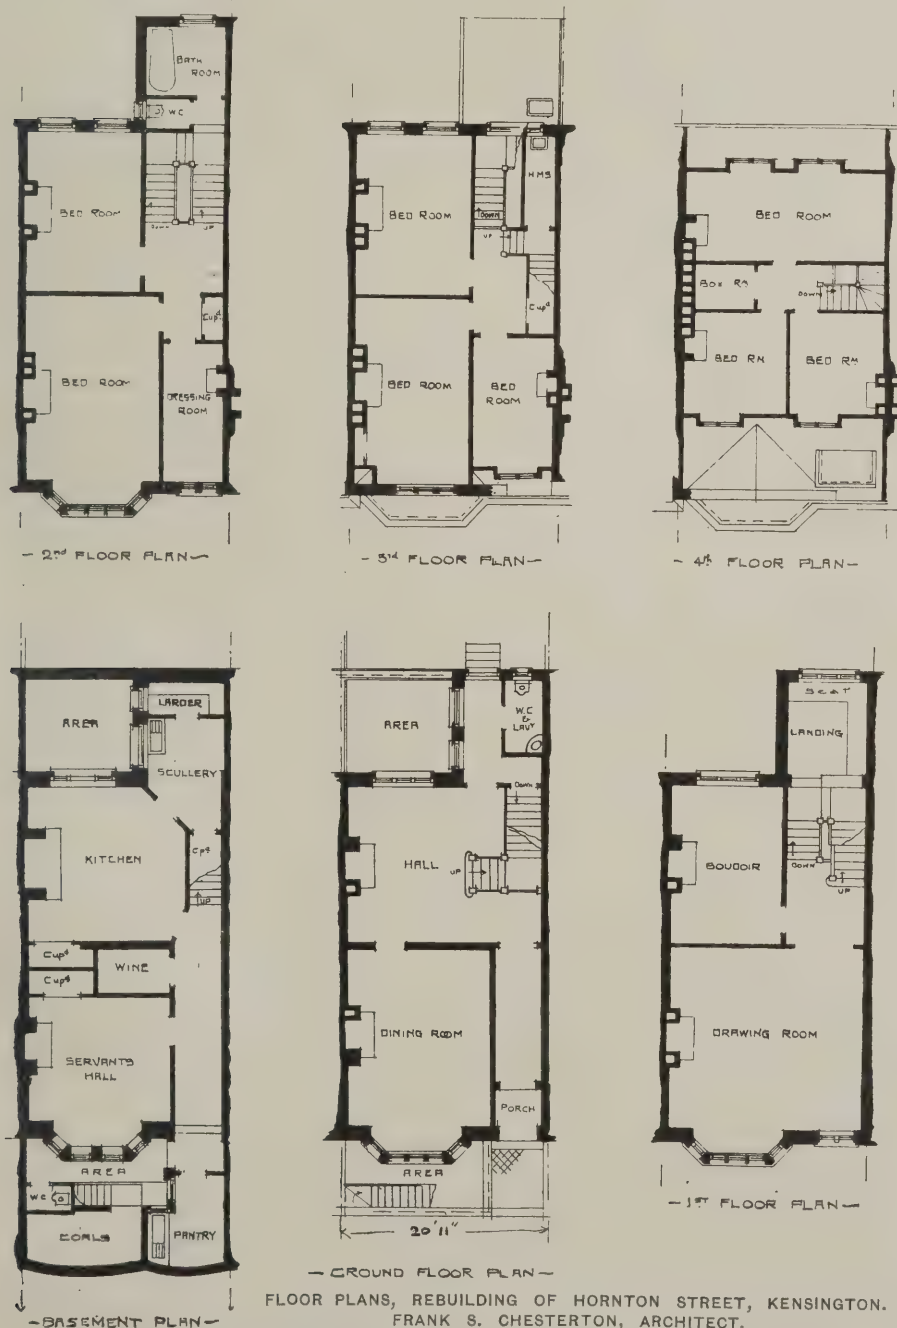 BATH
ROOM
W.C
BED ROOM
DOWN
UP
Cupd
BED ROOM
DRESSING
ROOM
- 2nd FLOOR PLAN -
BED ROOM
H.M.S
DOWN
UP
Cupd
BED ROOM
BED
ROOM
- 3rd FLOOR PLAN -
BED ROOM
BOX RM
DOWN
BED RM
BED RM
- 4th FLOOR PLAN -
AREA
LARDER
SCULLERY
KITCHEN
Cpd
UP
Cupd
Cupd
WINE
SERVANTS
HALL
AREA
W.C
COALS
PANTRY
- BASEMENT PLAN -
AREA
W.C
&
LAVY
DOWN
HALL
UP
DINING ROOM
PORCH
AREA
20'11"
- GROUND FLOOR PLAN -
SEAT
LANDING
BOUDOIR
DOWN
UP
DRAWING ROOM
- 1ST FLOOR PLAN -
FLOOR PLANS, REBUILDING OF HORNTON STREET, KENSINGTON.
FRANK S. CHESTERTON, ARCHITECT.